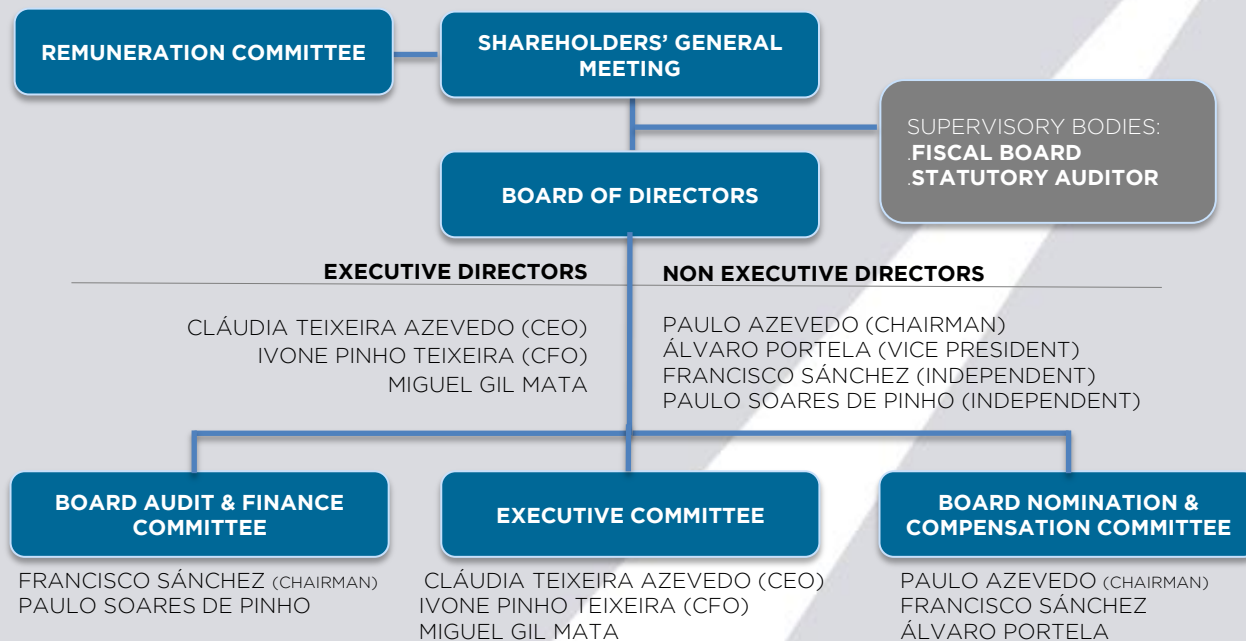 REMUNERATION COMMITTEE
SHAREHOLDERS' GENERAL
MEETING
SUPERVISORY BODIES:
.FISCAL BOARD
.STATUTORY AUDITOR
BOARD OF DIRECTORS
EXECUTIVE DIRECTORS
CLÁUDIA TEIXEIRA AZEVEDO (CEO)
IVONE PINHO TEIXEIRA (CFO)
MIGUEL GIL MATA
NON EXECUTIVE DIRECTORS
PAULO AZEVEDO (CHAIRMAN)
ÁLVARO PORTELA (VICE PRESIDENT)
FRANCISCO SÁNCHEZ (INDEPENDENT)
PAULO SOARES DE PINHO (INDEPENDENT)
BOARD AUDIT & FINANCE
COMMITTEE
FRANCISCO SÁNCHEZ (CHAIRMAN)
PAULO SOARES DE PINHO
EXECUTIVE COMMITTEE
CLÁUDIA TEIXEIRA AZEVEDO (CEO)
IVONE PINHO TEIXEIRA (CFO)
MIGUEL GIL MATA
BOARD NOMINATION &
COMPENSATION COMMITTEE
PAULO AZEVEDO (CHAIRMAN)
FRANCISCO SÁNCHEZ
ÁLVARO PORTELA